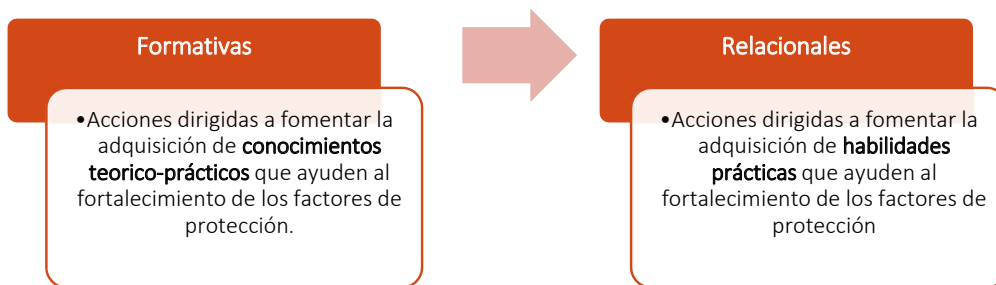 Formativas
•Acciones dirigidas a fomentar la
adquisición de conocimientos
teorico-prácticos que ayuden al
fortalecimiento de los factores de
protección.
Relacionales
•Acciones dirigidas a fomentar la
adquisición de habilidades
prácticas que ayuden al
fortalecimiento de los factores de
protección